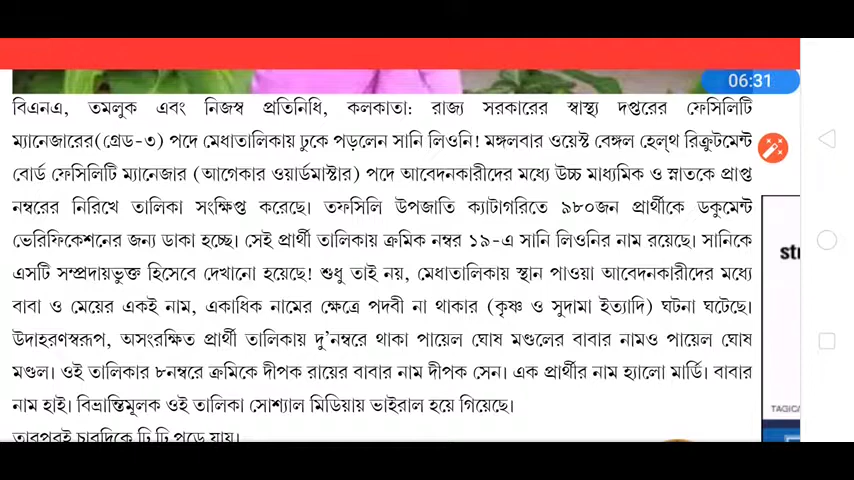 06:31
বিএনএ, তমলুক এবং নিজস্ব প্রতিনিধি, কলকাতা: রাজ্য সরকারের স্বাস্থ্য দপ্তরের ফেসিলিটি
ম্যানেজারের(গ্রেড-৩) পদে মেধাতালিকায় ঢুকে পড়লেন সানি লিওনি! মঙ্গলবার ওয়েস্ট বেঙ্গল হেল্‌থ রিক্রুটমেন্ট
বোর্ড ফেসিলিটি ম্যানেজার (আগেকার ওয়ার্ডমাস্টার) পদে আবেদনকারীদের মধ্যে উচ্চ মাধ্যমিক ও স্নাতকে প্রাপ্ত
নম্বরের নিরিখে তালিকা সংক্ষিপ্ত করেছে। তফসিলি উপজাতি ক্যাটাগরিতে ৯৮০জন প্রার্থীকে ডকুমেন্ট
ভেরিফিকেশনের জন্য ডাকা হচ্ছে। সেই প্রার্থী তালিকায় ক্রমিক নম্বর ১৯-এ সানি লিওনির নাম রয়েছে। সানিকে
এসটি সম্প্রদায়ভুক্ত হিসেবে দেখানো হয়েছে! শুধু তাই নয়, মেধাতালিকায় স্থান পাওয়া আবেদনকারীদের মধ্যে
বাবা ও মেয়ের একই নাম, একাধিক নামের ক্ষেত্রে পদবী না থাকার (কৃষ্ণ ও সুদামা ইত্যাদি) ঘটনা ঘটেছে।
উদাহরণস্বরূপ, অসংরক্ষিত প্রার্থী তালিকায় দু’নম্বরে থাকা পায়েল ঘোষ মণ্ডলের বাবার নামও পায়েল ঘোষ
মণ্ডল। ওই তালিকার ৮নম্বরে ক্রমিকে দীপক রায়ের বাবার নাম দীপক সেন। এক প্রার্থীর নাম হ্যালো মার্ডি। বাবার
নাম হাই। বিভ্রান্তিমূলক ওই তালিকা সোশ্যাল মিডিয়ায় ভাইরাল হয়ে গিয়েছে।
তারপরই চারদিকে ঢি ঢি পড়ে যায়।